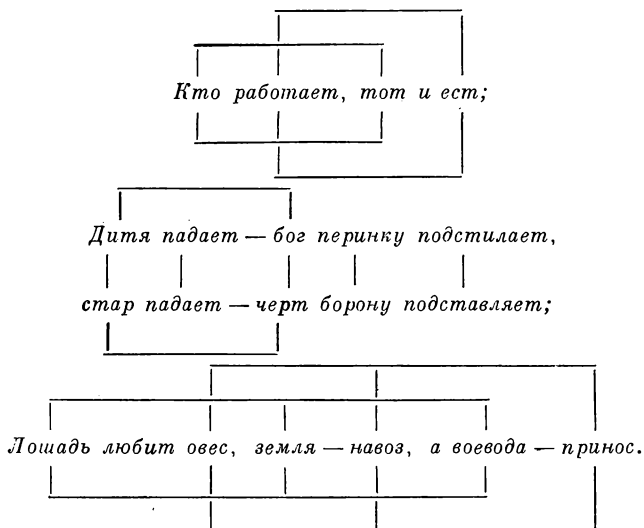 Кто работает, тот и ест;
Дитя падает — бог перинку подстилает,
стар падает — черт борону подставляет;
Лошадь любит овес, земля — навоз, а воевода — принос.